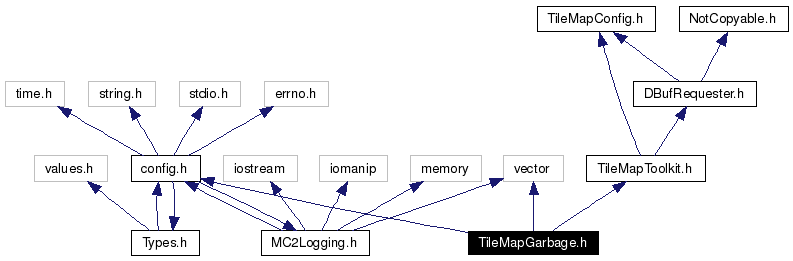 TileMapConfig.h
NotCopyable.h
time.h
string.h
stdio.h
errno.h
DBufRequester.h
values.h
config.h
iostream
iomanip
memory
vector
TileMapToolkit.h
Types.h
MC2Logging.h
TileMapGarbage.h